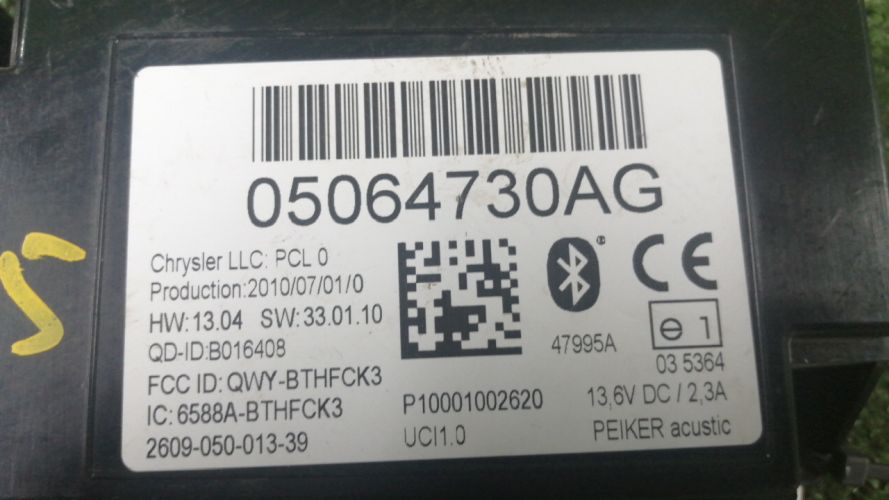 05064730AG
Chrysler LLC: PCL 0
Production:2010/07/01/0
HW:13.04 SW: 33.01.10
QD-ID:B016408
FCC ID: QWY-BTHFCK3
IC: 6588A-BTHFCK3
2609-050-013-39
P10001002620
UCI1.0
47995A
CE
e 1
03 5364
13,6V DC / 2,3A
PEIKER acustic
S